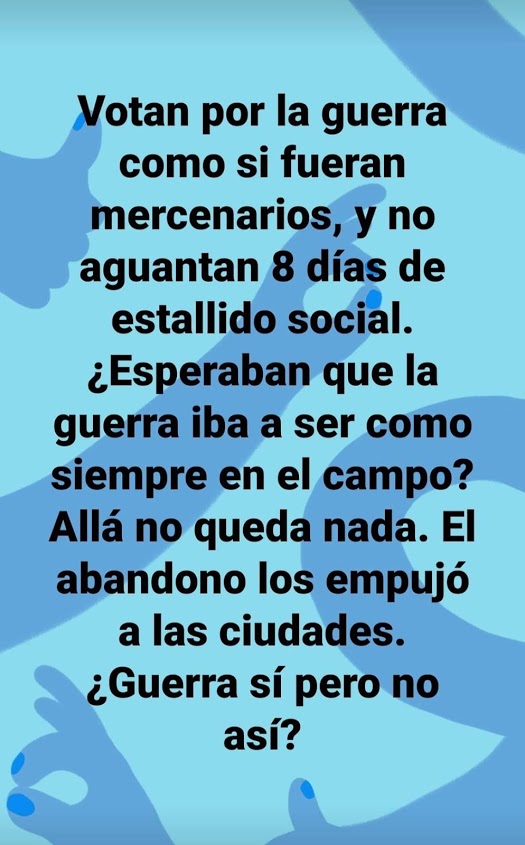 Votan por la guerra
como si fueran
mercenarios, y no
aguantan 8 días de
estallido social.
¿Esperaban que la
guerra iba a ser como
siempre en el campo?
Allá no queda nada. El
abandono los empujó
a las ciudades.
¿Guerra sí pero no
así?